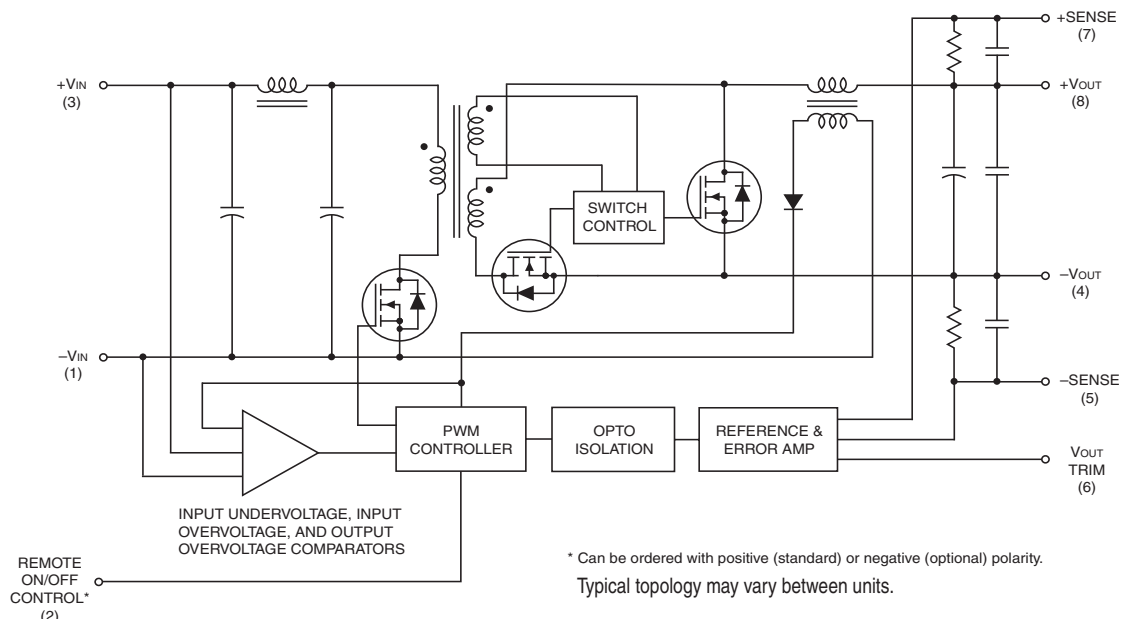 +SENSE
(7)
+VIN
(3)
+VOUT
(8)
SWITCH
CONTROL
−VOUT
(4)
−VIN
(1)
−SENSE
(5)
PWM
CONTROLLER
OPTO
ISOLATION
REFERENCE &
ERROR AMP
VOUT
TRIM
(6)
INPUT UNDERVOLTAGE, INPUT
OVERVOLTAGE, AND OUTPUT
OVERVOLTAGE COMPARATORS
REMOTE
ON/OFF
CONTROL*
(2)
* Can be ordered with positive (standard) or negative (optional) polarity.
Typical topology may vary between units.